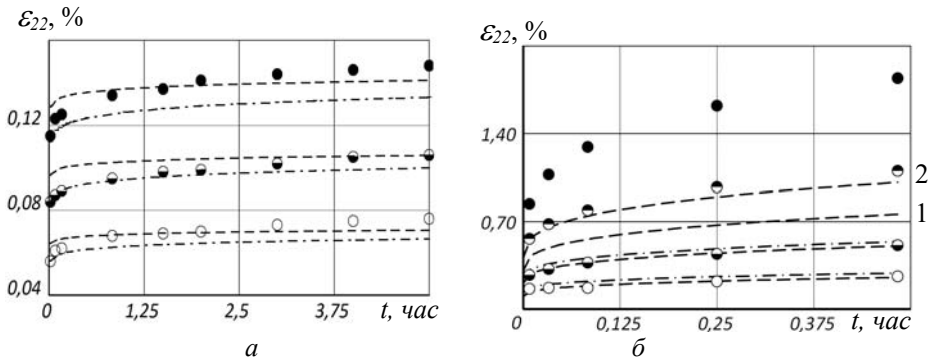 ε22, %
0,12
0,08
0,04
0 1,25 2,5 3,75 t, час
а
ε22, %
1,40
0,70
2
1
0 0,125 0,25 0,375 t, час
б